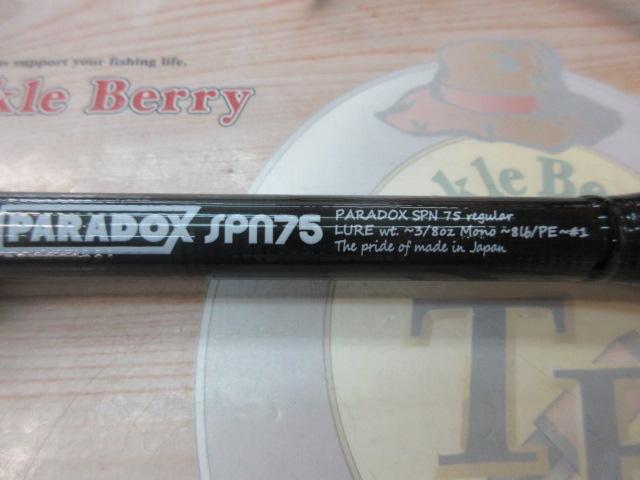 support your fishing life.
kle Berry
kle Be
PARADOX SPN75
PARADOX SPN 75 regular
LURE wt. ~3/8oz Mono ~8lb/PE~#1
The pride of made in Japan
TB